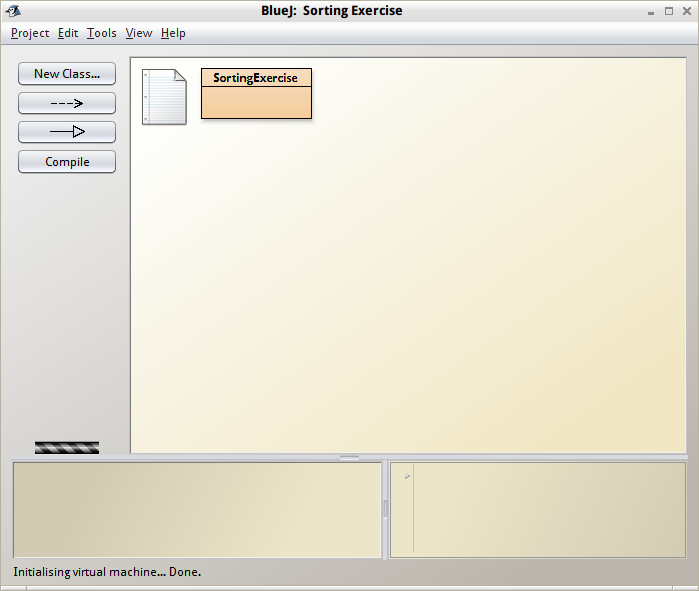 BlueJ: Sorting Exercise
Project Edit Tools View Help
New Class...
SortingExercise
Compile
Initialising virtual machine... Done.